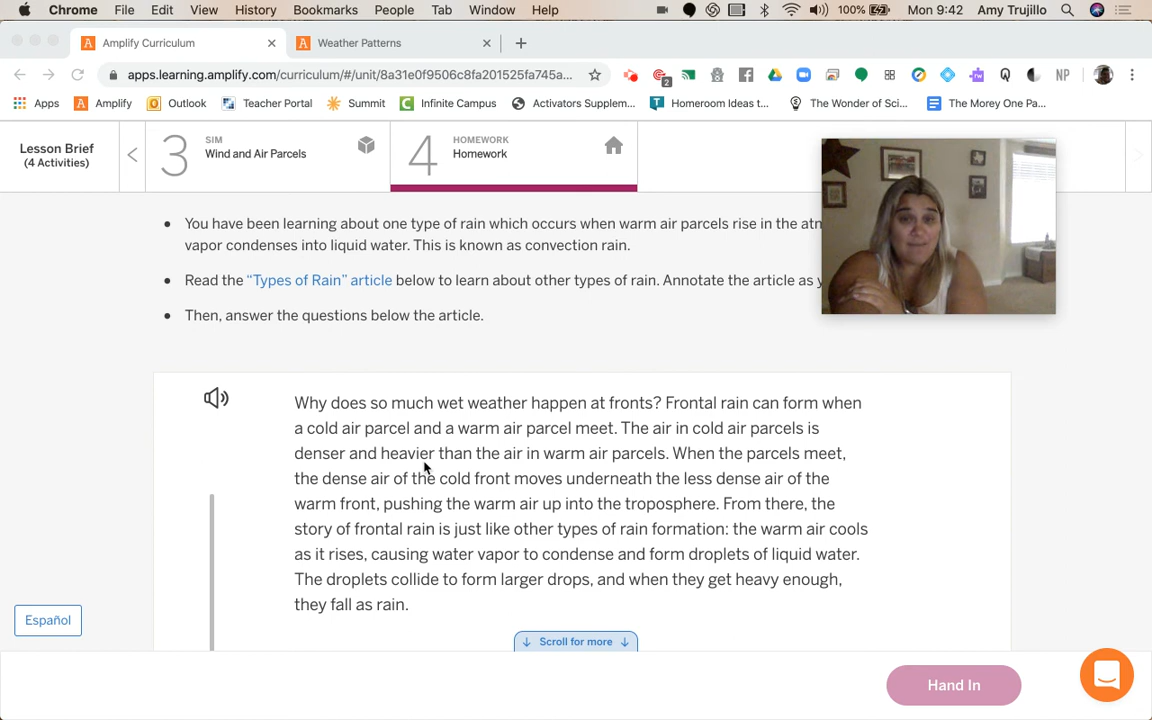 Chrome File Edit View History Bookmarks People Tab Window Help 100% Mon 9:42 Amy Trujillo
Amplify Curriculum Weather Patterns
apps.learning.amplify.com/curriculum/#/unit/8a31e0f9506c8fa201525fa745a... 2 NP
Apps Amplify Outlook Teacher Portal Summit Infinite Campus Activators Supplem... Homeroom Ideas t... The Wonder of Sci... The Morey One Pa...
Lesson Brief
(4 Activities)
3
SIM
Wind and Air Parcels
4
HOMEWORK
Homework
You have been learning about one type of rain which occurs when warm air parcels rise in the atn
vapor condenses into liquid water. This is known as convection rain.
Read the “Types of Rain” article below to learn about other types of rain. Annotate the article as y
Then, answer the questions below the article.
Why does so much wet weather happen at fronts? Frontal rain can form when
a cold air parcel and a warm air parcel meet. The air in cold air parcels is
denser and heavier than the air in warm air parcels. When the parcels meet,
the dense air of the cold front moves underneath the less dense air of the
warm front, pushing the warm air up into the troposphere. From there, the
story of frontal rain is just like other types of rain formation: the warm air cools
as it rises, causing water vapor to condense and form droplets of liquid water.
The droplets collide to form larger drops, and when they get heavy enough,
they fall as rain.
Español
Scroll for more
Hand In